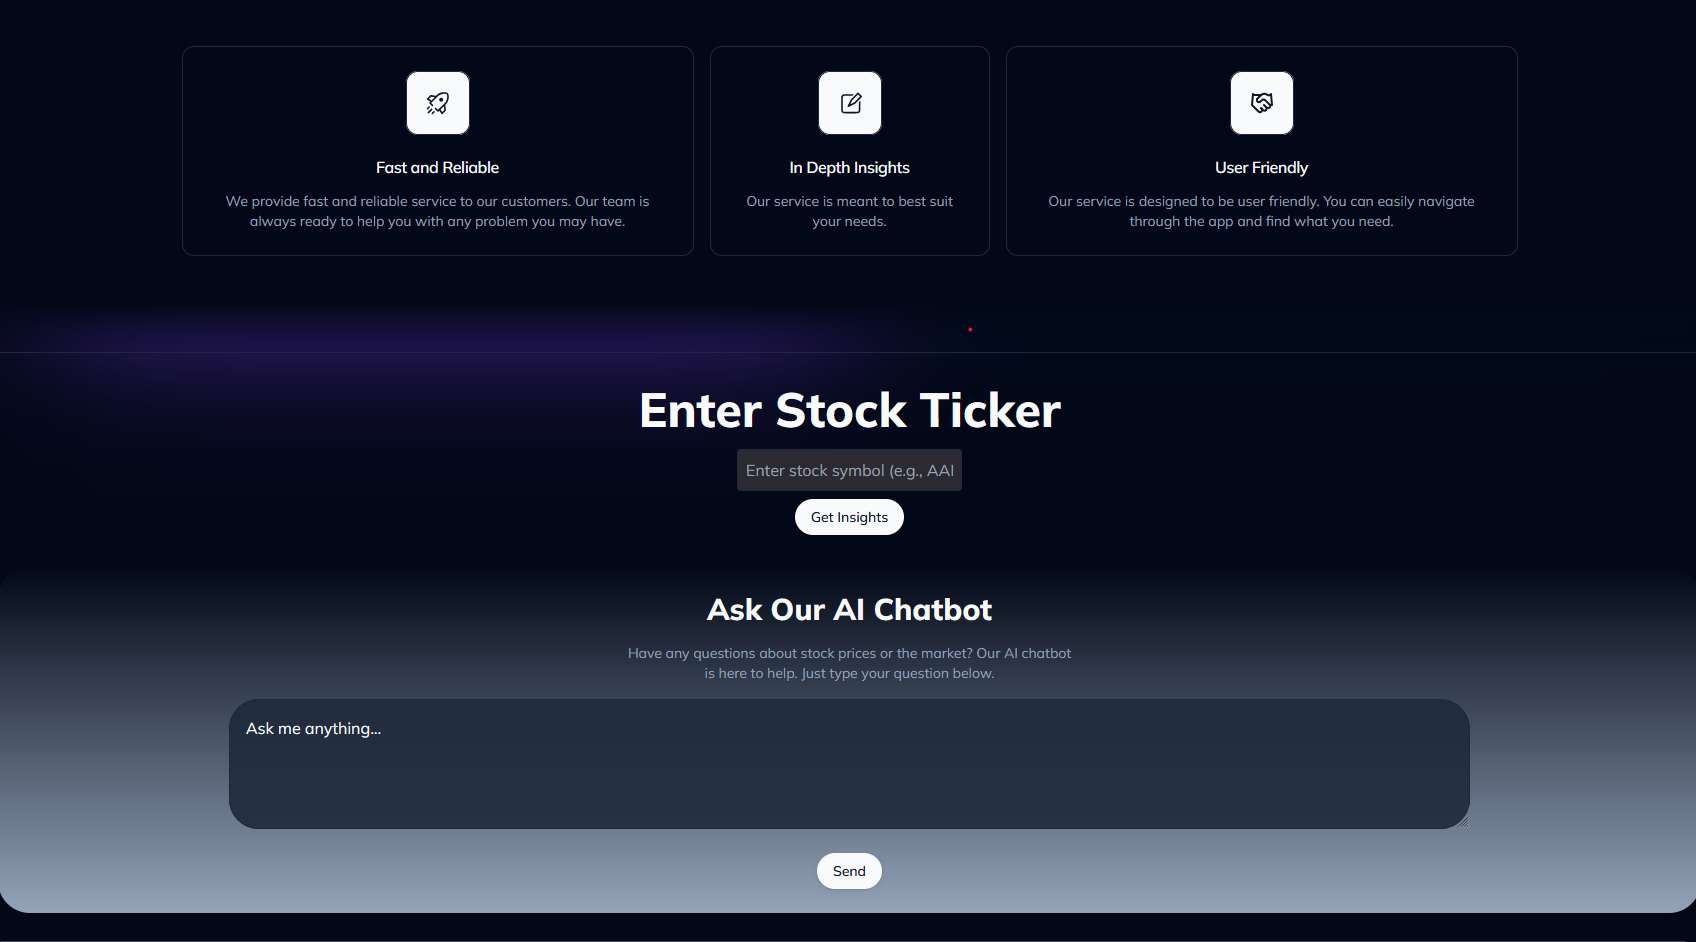 Fast and Reliable
We provide fast and reliable service to our customers. Our team is
always ready to help you with any problem you may have.
In Depth Insights
Our service is meant to best suit
your needs.
User Friendly
Our service is designed to be user friendly. You can easily navigate
through the app and find what you need.
Enter Stock Ticker
Enter stock symbol (e.g., AAI
Get Insights
Ask Our AI Chatbot
Have any questions about stock prices or the market? Our AI chatbot
is here to help. Just type your question below.
Ask me anything...
Send